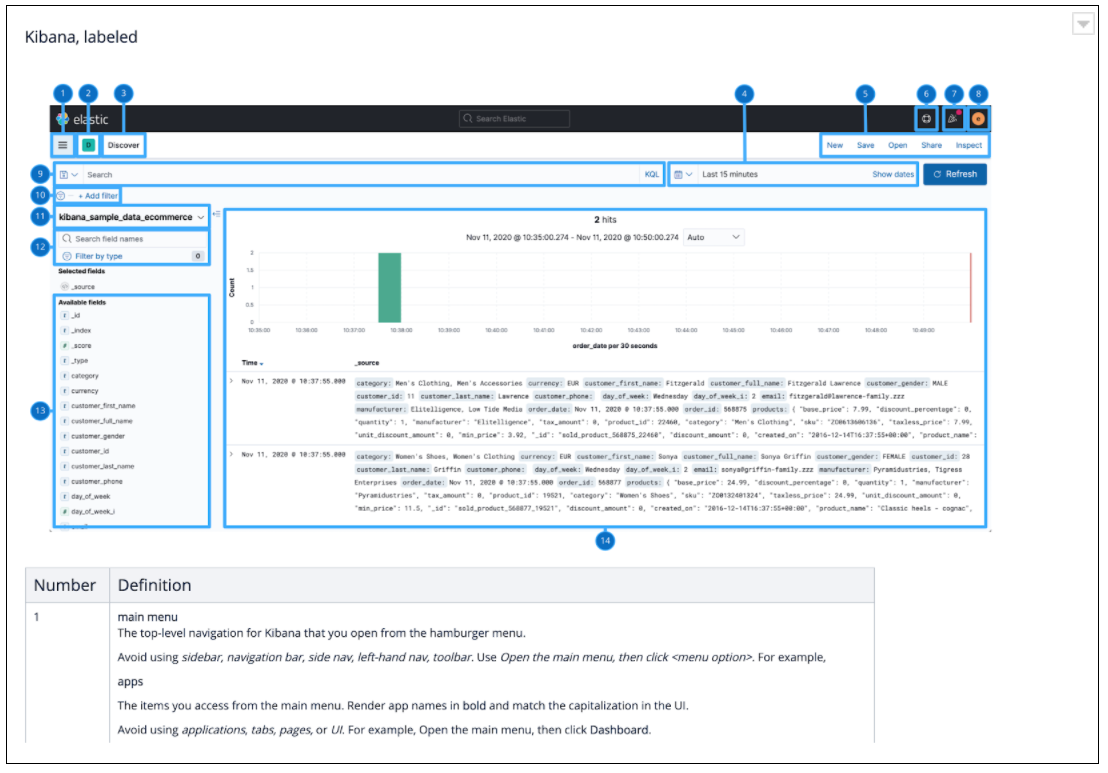 Kibana, labeled
1 2 3 4 5 6 7 8
elastic
Search Elastic
D Discover
New Save Open Share Inspect
9 Search KQL Last 15 minutes Show dates Refresh
10 + Add filter
11 kibana_sample_data_ecommerce
12 Search field names
Filter by type 0
Selected fields
_source
13 Available fields
t _id
t _index
# _score
t _type
t category
t currency
t customer_first_name
t customer_full_name
t customer_gender
t customer_id
t customer_last_name
t customer_phone
t day_of_week
# day_of_week_i
2 hits
Nov 11, 2020 @ 10:35:00.274 - Nov 11, 2020 @ 10:50:00.274 Auto
2
1.5
1
0.5
0
Count
10:35:00 10:36:00 10:37:00 10:38:00 10:39:00 10:40:00 10:41:00 10:42:00 10:43:00 10:44:00 10:45:00 10:46:00 10:47:00 10:48:00 10:49:00
order_date per 30 seconds
Time _source
Nov 11, 2020 @ 10:37:55.000 category: Men's Clothing, Men's Accessories currency: EUR customer_first_name: Fitzgerald customer_full_name: Fitzgerald Lawrence customer_gender: MALE
customer_id: 11 customer_last_name: Lawrence customer_phone: day_of_week: Wednesday day_of_week_i: 2 email: fitzgerald@lawrence-family.zzz
manufacturer: Elitelligence, Low Tide Media order_date: Nov 11, 2020 @ 10:37:55.000 order_id: 568875 products: { "base_price": 7.99, "discount_percentage": 0,
"quantity": 1, "manufacturer": "Elitelligence", "tax_amount": 0, "product_id": 22460, "category": "Men's Clothing", "sku": "ZO0613606136", "taxless_price": 7.99,
"unit_discount_amount": 0, "min_price": 3.92, "_id": "sold_product_568875_22460", "discount_amount": 0, "created_on": "2016-12-14T16:37:55+00:00", "product_name":
Nov 11, 2020 @ 10:37:55.000 category: Women's Shoes, Women's Clothing currency: EUR customer_first_name: Sonya customer_full_name: Sonya Griffin customer_gender: FEMALE customer_id: 28
customer_last_name: Griffin customer_phone: day_of_week: Wednesday day_of_week_i: 2 email: sonya@griffin-family.zzz manufacturer: Pyramidustries, Tigress
Enterprises order_date: Nov 11, 2020 @ 10:37:55.000 order_id: 568877 products: { "base_price": 24.99, "discount_percentage": 0, "quantity": 1, "manufacturer":
"Pyramidustries", "tax_amount": 0, "product_id": 19521, "category": "Women's Shoes", "sku": "ZO0132401324", "taxless_price": 24.99, "unit_discount_amount": 0,
"min_price": 11.5, "_id": "sold_product_568877_19521", "discount_amount": 0, "created_on": "2016-12-14T16:37:55+00:00", "product_name": "Classic heels - cognac",
14
Number Definition
1 main menu
The top-level navigation for Kibana that you open from the hamburger menu.
Avoid using sidebar, navigation bar, side nav, left-hand nav, toolbar. Use Open the main menu, then click <menu option>. For example,
apps
The items you access from the main menu. Render app names in bold and match the capitalization in the UI.
Avoid using applications, tabs, pages, or UI. For example, Open the main menu, then click Dashboard.